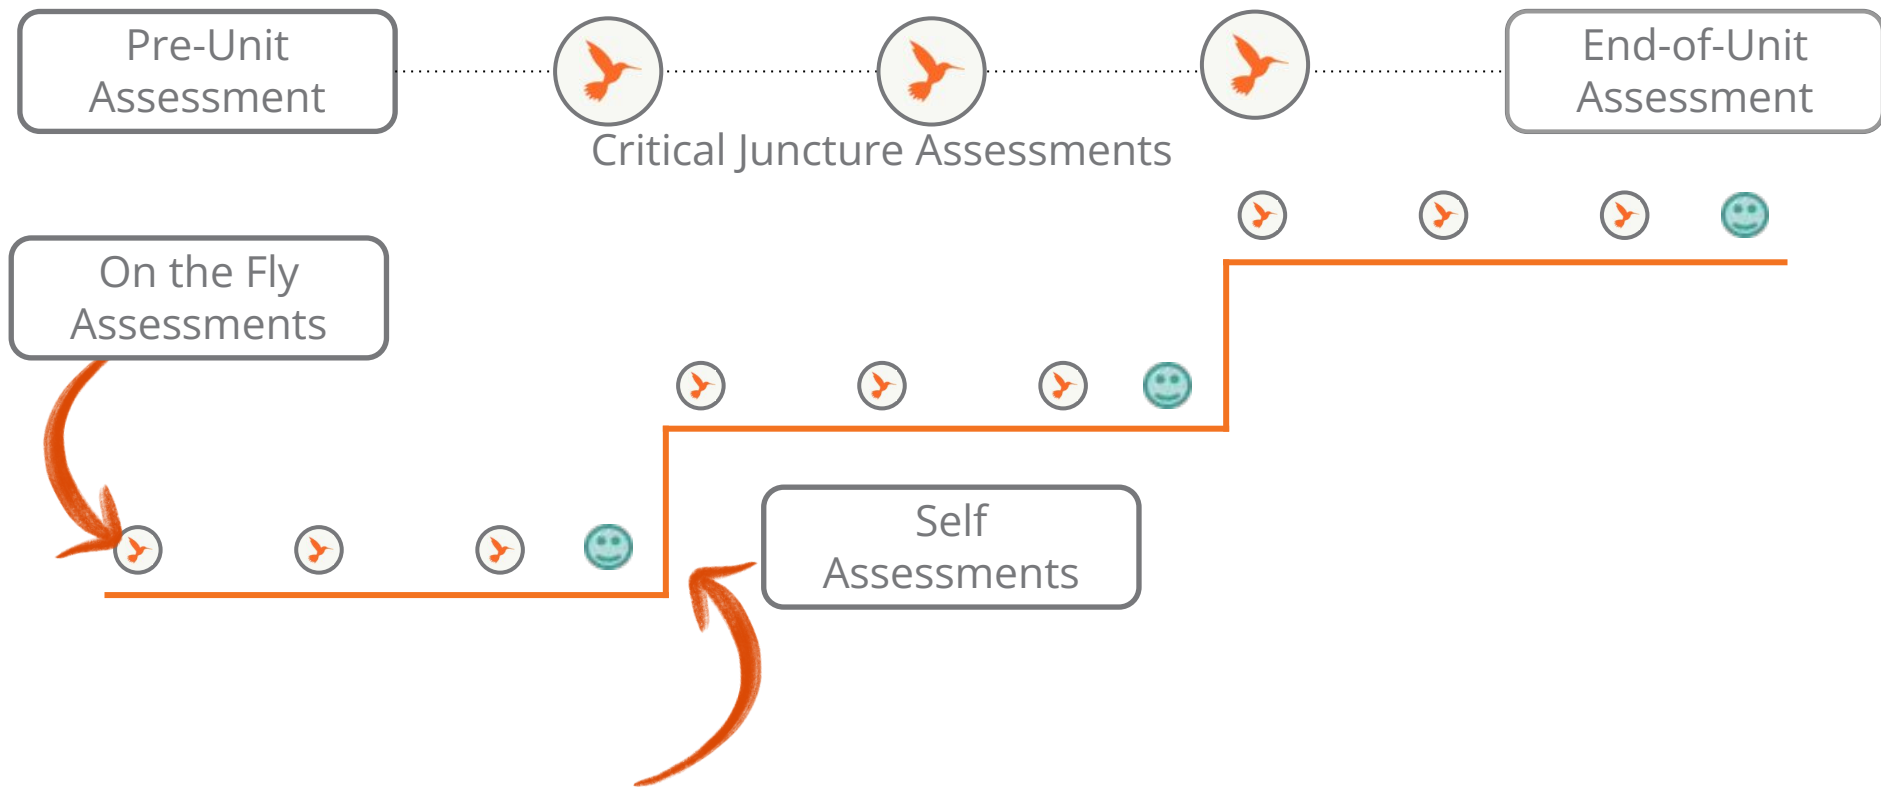 Pre-Unit
Assessment
End-of-Unit
Assessment
Critical Juncture Assessments
On the Fly
Assessments
Self
Assessments